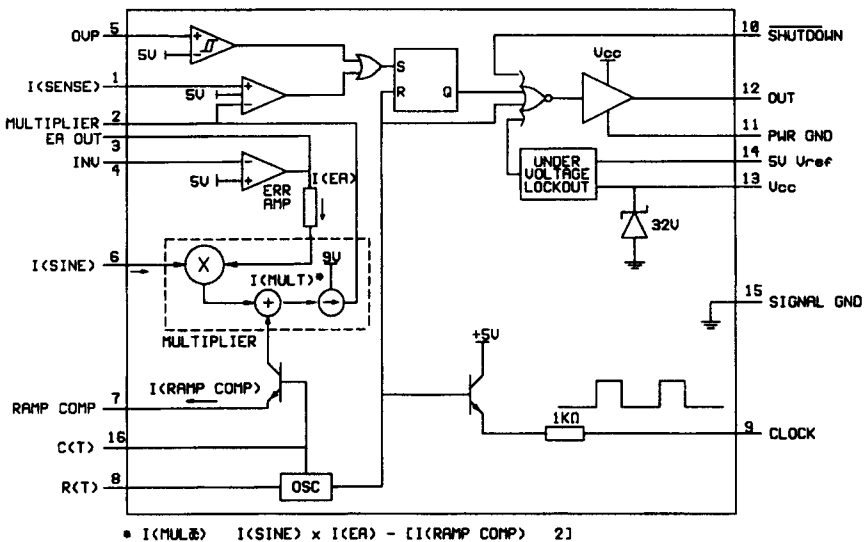 5
OVP
5V
I(SENSE)
1
5V
2
MULTIPLIER
EA OUT
3
INV
4
5V
ERR
AMP
I(EA)
S
R
Q
Vcc
10
SHUTDOWN
12
OUT
11
PWR GND
14
5V Vref
13
Vcc
UNDER
VOLTAGE
LOCKOUT
32V
6
I(SINE)
X
I(MULT)*
9V
+
MULTIPLIER
15
SIGNAL GND
+5V
I(RAMP COMP)
7
RAMP COMP
16
C(T)
8
R(T)
OSC
1KΩ
9
CLOCK
* I(MUL) I(SINE) x I(EA) - [I(RAMP COMP) 2]